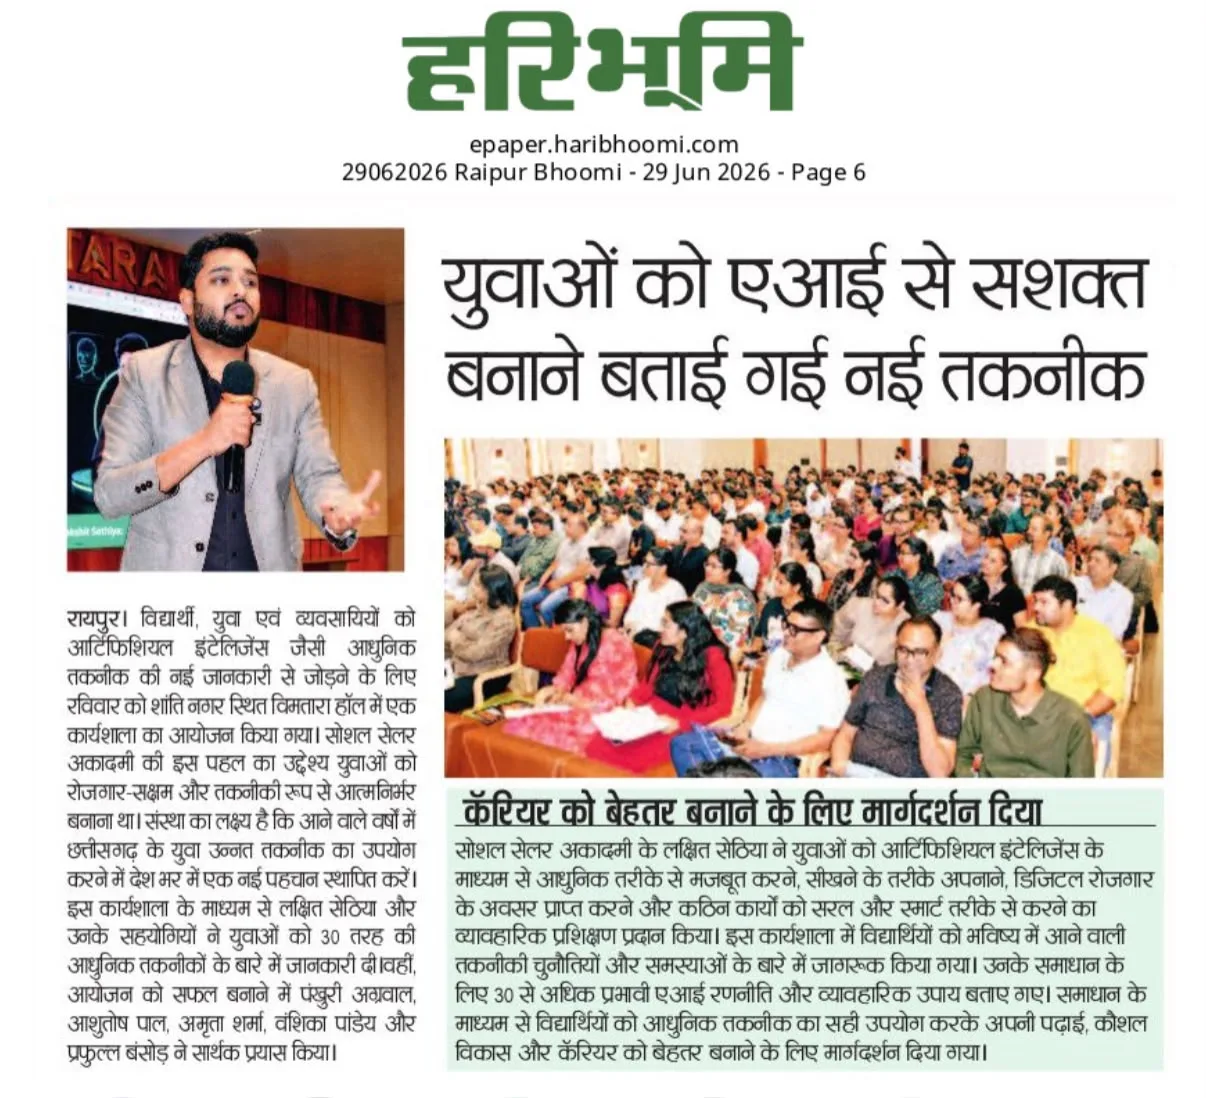 हरिभूमि
epaper.haribhoomi.com
29062026 Raipur Bhoomi - 29 Jun 2026 - Page 6
युवाओं को एआई से सशक्त
बनाने बताई गई नई तकनीक
TARA
Sethiya:
रायपुर। विद्यार्थी, युवा एवं व्यवसायियों को
आर्टिफिशियल इंटेलिजेंस जैसी आधुनिक
तकनीक की नई जानकारी से जोड़ने के लिए
रविवार को शांति नगर स्थित विमतारा हॉल में एक
कार्यशाला का आयोजन किया गया। सोशल सेलर
अकादमी की इस पहल का उद्देश्य युवाओं को
रोजगार-सक्षम और तकनीकी रूप से आत्मनिर्भर
बनाना था। संस्था का लक्ष्य है कि आने वाले वर्षों में
छत्तीसगढ़ के युवा उन्नत तकनीक का उपयोग
करने में देश भर में एक नई पहचान स्थापित करें।
इस कार्यशाला के माध्यम से लक्षित सेठिया और
उनके सहयोगियों ने युवाओं को 30 तरह की
आधुनिक तकनीकों के बारे में जानकारी दी।वहीं,
आयोजन को सफल बनाने में पंखुरी अग्रवाल,
आशुतोष पाल, अमृता शर्मा, वंशिका पांडेय और
प्रफुल्ल बंसोड़ ने सार्थक प्रयास किया।
कॅरियर को बेहतर बनाने के लिए मार्गदर्शन दिया
सोशल सेलर अकादमी के लक्षित सेठिया ने युवाओं को आर्टिफिशियल इंटेलिजेंस के
माध्यम से आधुनिक तरीके से मजबूत करने, सीखने के तरीके अपनाने, डिजिटल रोजगार
के अवसर प्राप्त करने और कठिन कार्यों को सरल और स्मार्ट तरीके से करने का
व्यावहारिक प्रशिक्षण प्रदान किया। इस कार्यशाला में विद्यार्थियों को भविष्य में आने वाली
तकनीकी चुनौतियों और समस्याओं के बारे में जागरूक किया गया। उनके समाधान के
लिए 30 से अधिक प्रभावी एआई रणनीति और व्यावहारिक उपाय बताए गए। समाधान के
माध्यम से विद्यार्थियों को आधुनिक तकनीक का सही उपयोग करके अपनी पढ़ाई, कौशल
विकास और कॅरियर को बेहतर बनाने के लिए मार्गदर्शन दिया गया।